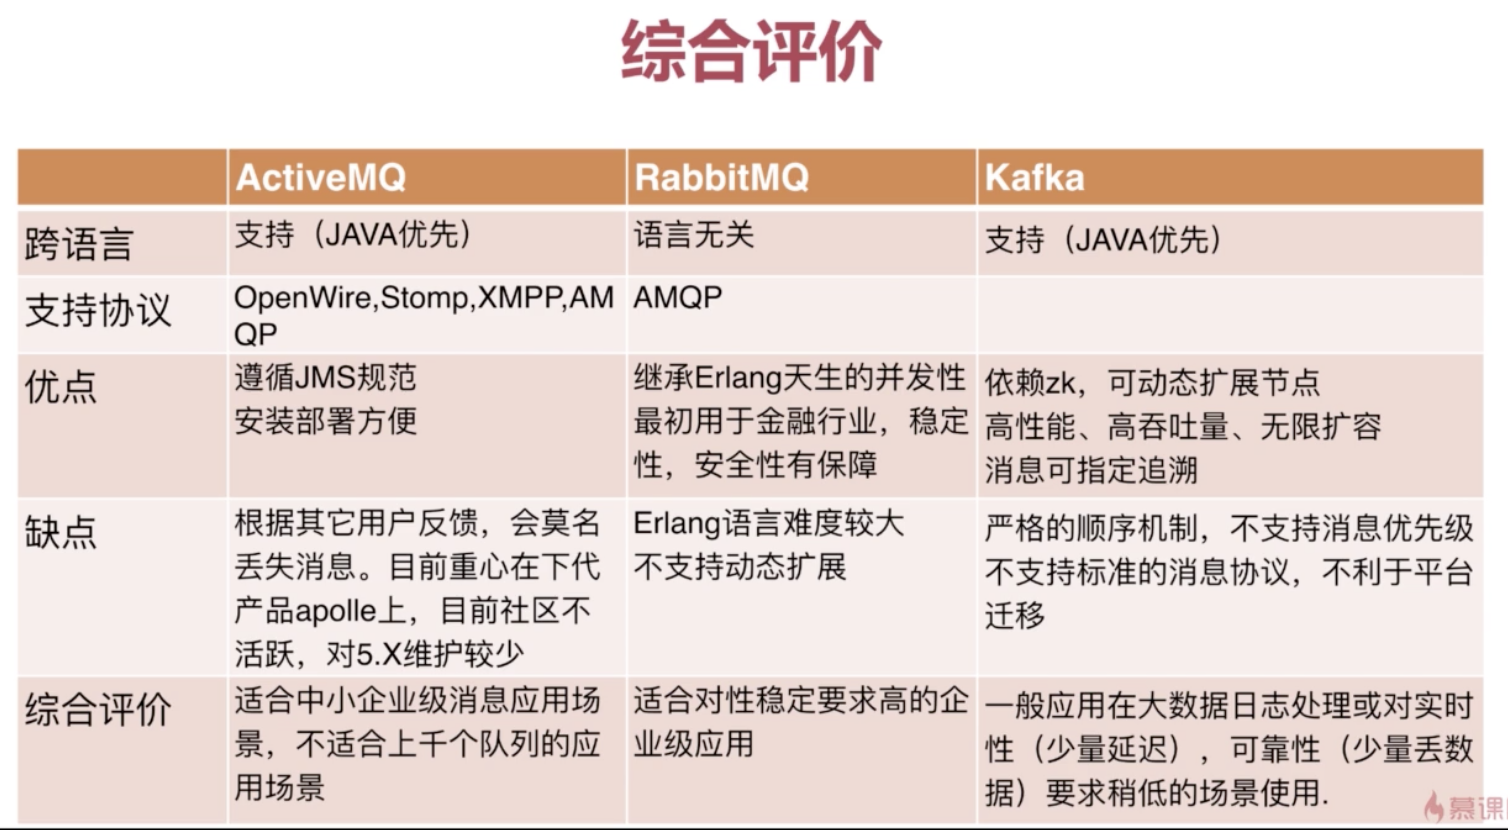 综合评价
ActiveMQ RabbitMQ Kafka
跨语言 支持（JAVA优先） 语言无关 支持（JAVA优先）
支持协议 OpenWire,Stomp,XMPP,AM AMQP
QP
优点 遵循JMS规范 继承Erlang天生的并发性 依赖zk，可动态扩展节点
安装部署方便 最初用于金融行业，稳定 高性能、高吞吐量、无限扩容
性，安全性有保障 消息可指定追溯
缺点 根据其它用户反馈，会莫名 Erlang语言难度较大 严格的顺序机制，不支持消息优先级
丢失消息。目前重心在下代 不支持动态扩展 不支持标准的消息协议，不利于平台
产品apolle上，目前社区不 迁移
活跃，对5.X维护较少
综合评价 适合中小企业级消息应用场 适合对性稳定要求高的企 一般应用在大数据日志处理或对实时
景，不适合上千个队列的应 业级应用 性（少量延迟），可靠性（少量丢数
用场景 据）要求稍低的场景使用.
慕课